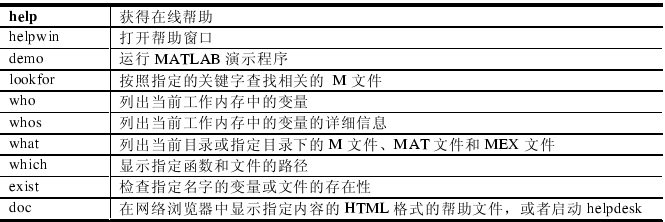 help 获得在线帮助
helpwin 打开帮助窗口
demo 运行 MATLAB 演示程序
lookfor 按照指定的关键字查找相关的 M 文件
who 列出当前工作内存中的变量
whos 列出当前工作内存中的变量的详细信息
what 列出当前目录或指定目录下的 M 文件、MAT 文件和 MEX 文件
which 显示指定函数和文件的路径
exist 检查指定名字的变量或文件的存在性
doc 在网络浏览器中显示指定内容的 HTML 格式的帮助文件，或者启动 helpdesk